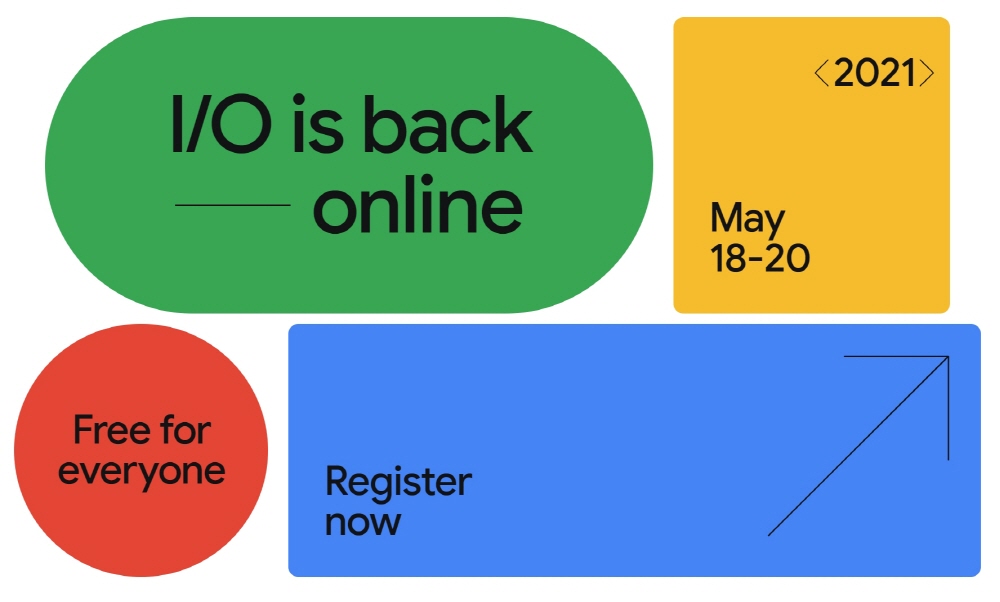 I/O is back
online
<2021>
May
18-20
Free for
everyone
Register
now